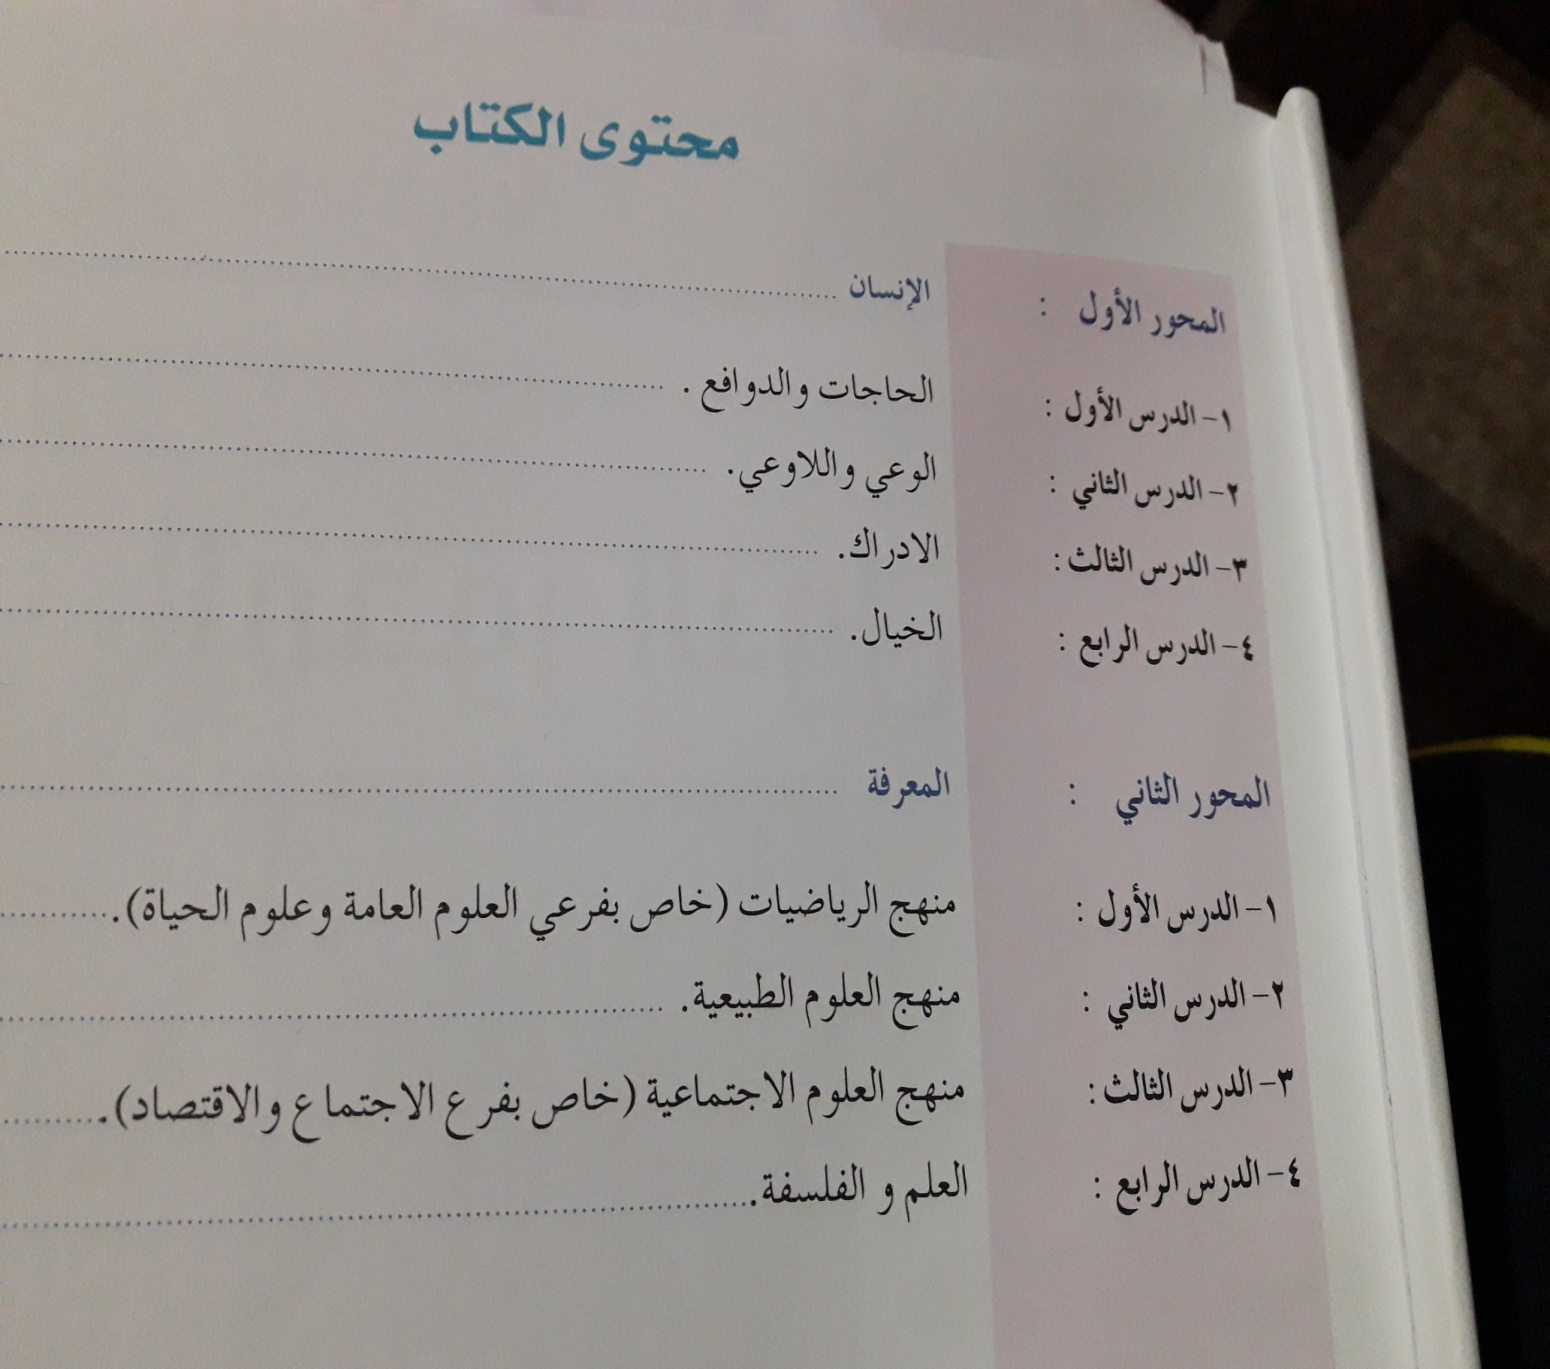 محتوى الكتاب
المحور الأول : الإنسان
١- الدرس الأول : الحاجات والدوافع .
٢- الدرس الثاني : الوعي واللاوعي.
٣- الدرس الثالث : الادراك.
٤- الدرس الرابع : الخيال.
المحور الثاني : المعرفة
١- الدرس الأول : منهج الرياضيات (خاص بفرعي العلوم العامة وعلوم الحياة).
٢- الدرس الثاني : منهج العلوم الطبيعية.
٣- الدرس الثالث : منهج العلوم الاجتماعية (خاص بفرع الاجتماع والاقتصاد).
٤- الدرس الرابع : العلم و الفلسفة.